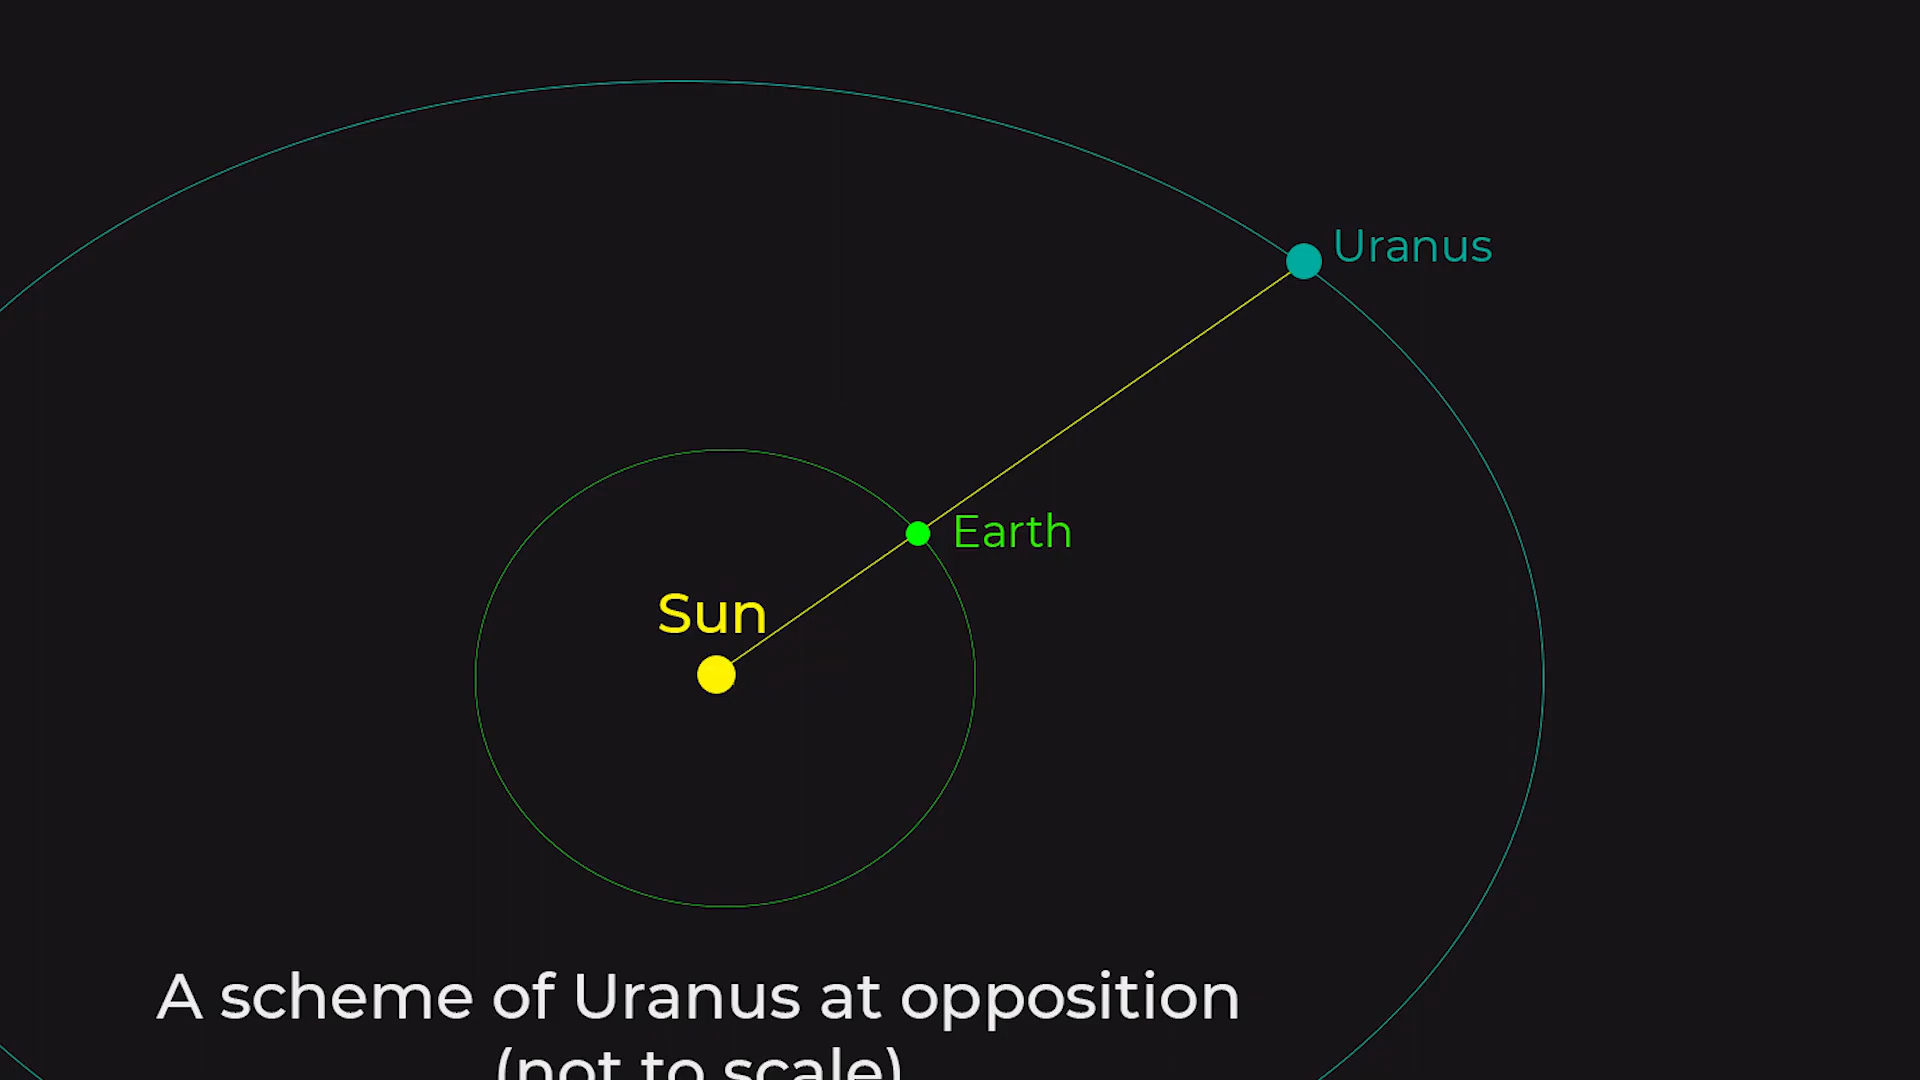 Uranus
Earth
Sun
A scheme of Uranus at opposition
(not to scale)